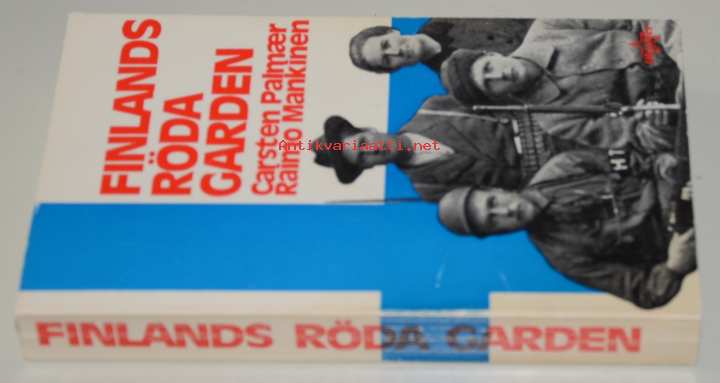 FINLANDS
RÖDA
GARDEN
Carsten Palmær
Raimo Mankinen
Antikvariaatti.net
FINLANDS RÖDA GARDEN